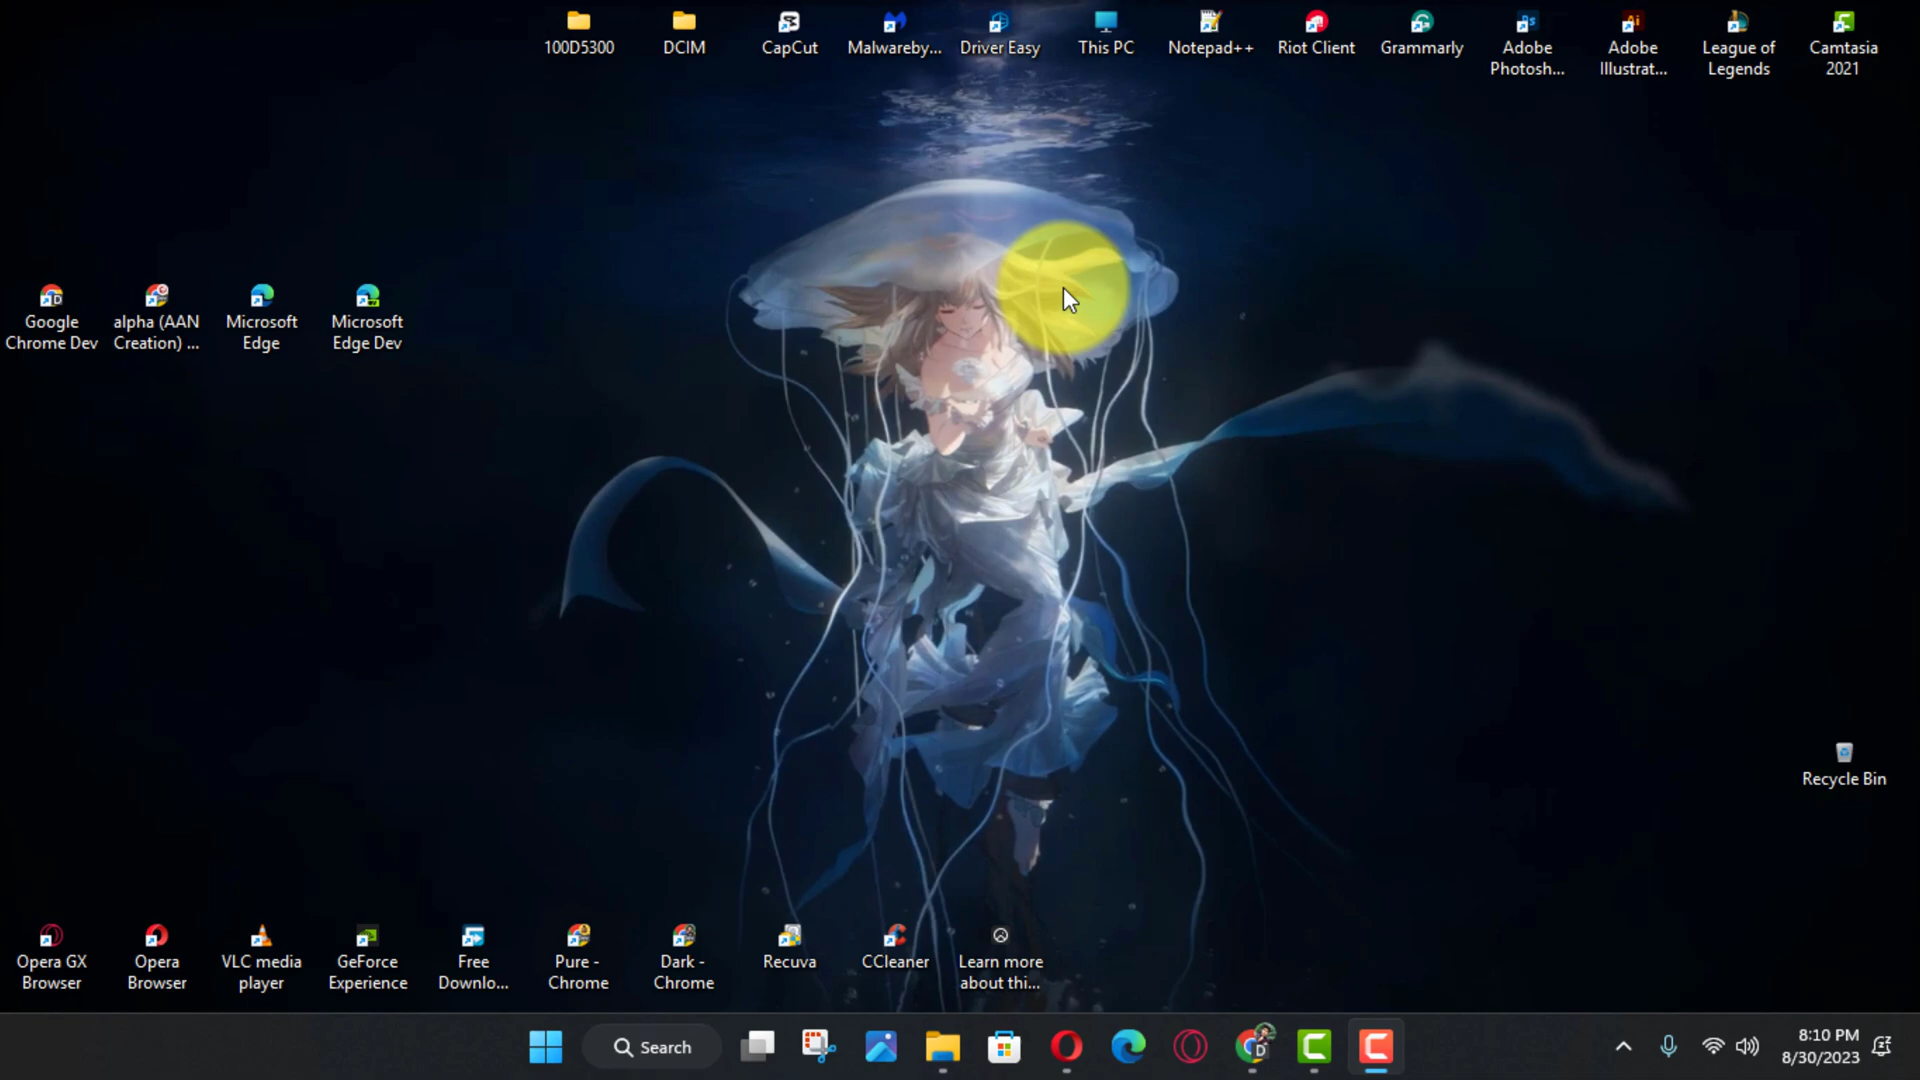 100D5300
DCIM
CapCut
Malwareby...
Driver Easy
This PC
Notepad++
Riot Client
Grammarly
Adobe
Photosh...
Adobe
Illustrat...
League of
Legends
Camtasia
2021
Google
Chrome Dev
alpha (AAN
Creation) ...
Microsoft
Edge
Microsoft
Edge Dev
Recycle Bin
Opera GX
Browser
Opera
Browser
VLC media
player
GeForce
Experience
Free
Downlo...
Pure -
Chrome
Dark -
Chrome
Recuva
CCleaner
Learn more
about thi...
Search
8:10 PM
8/30/2023